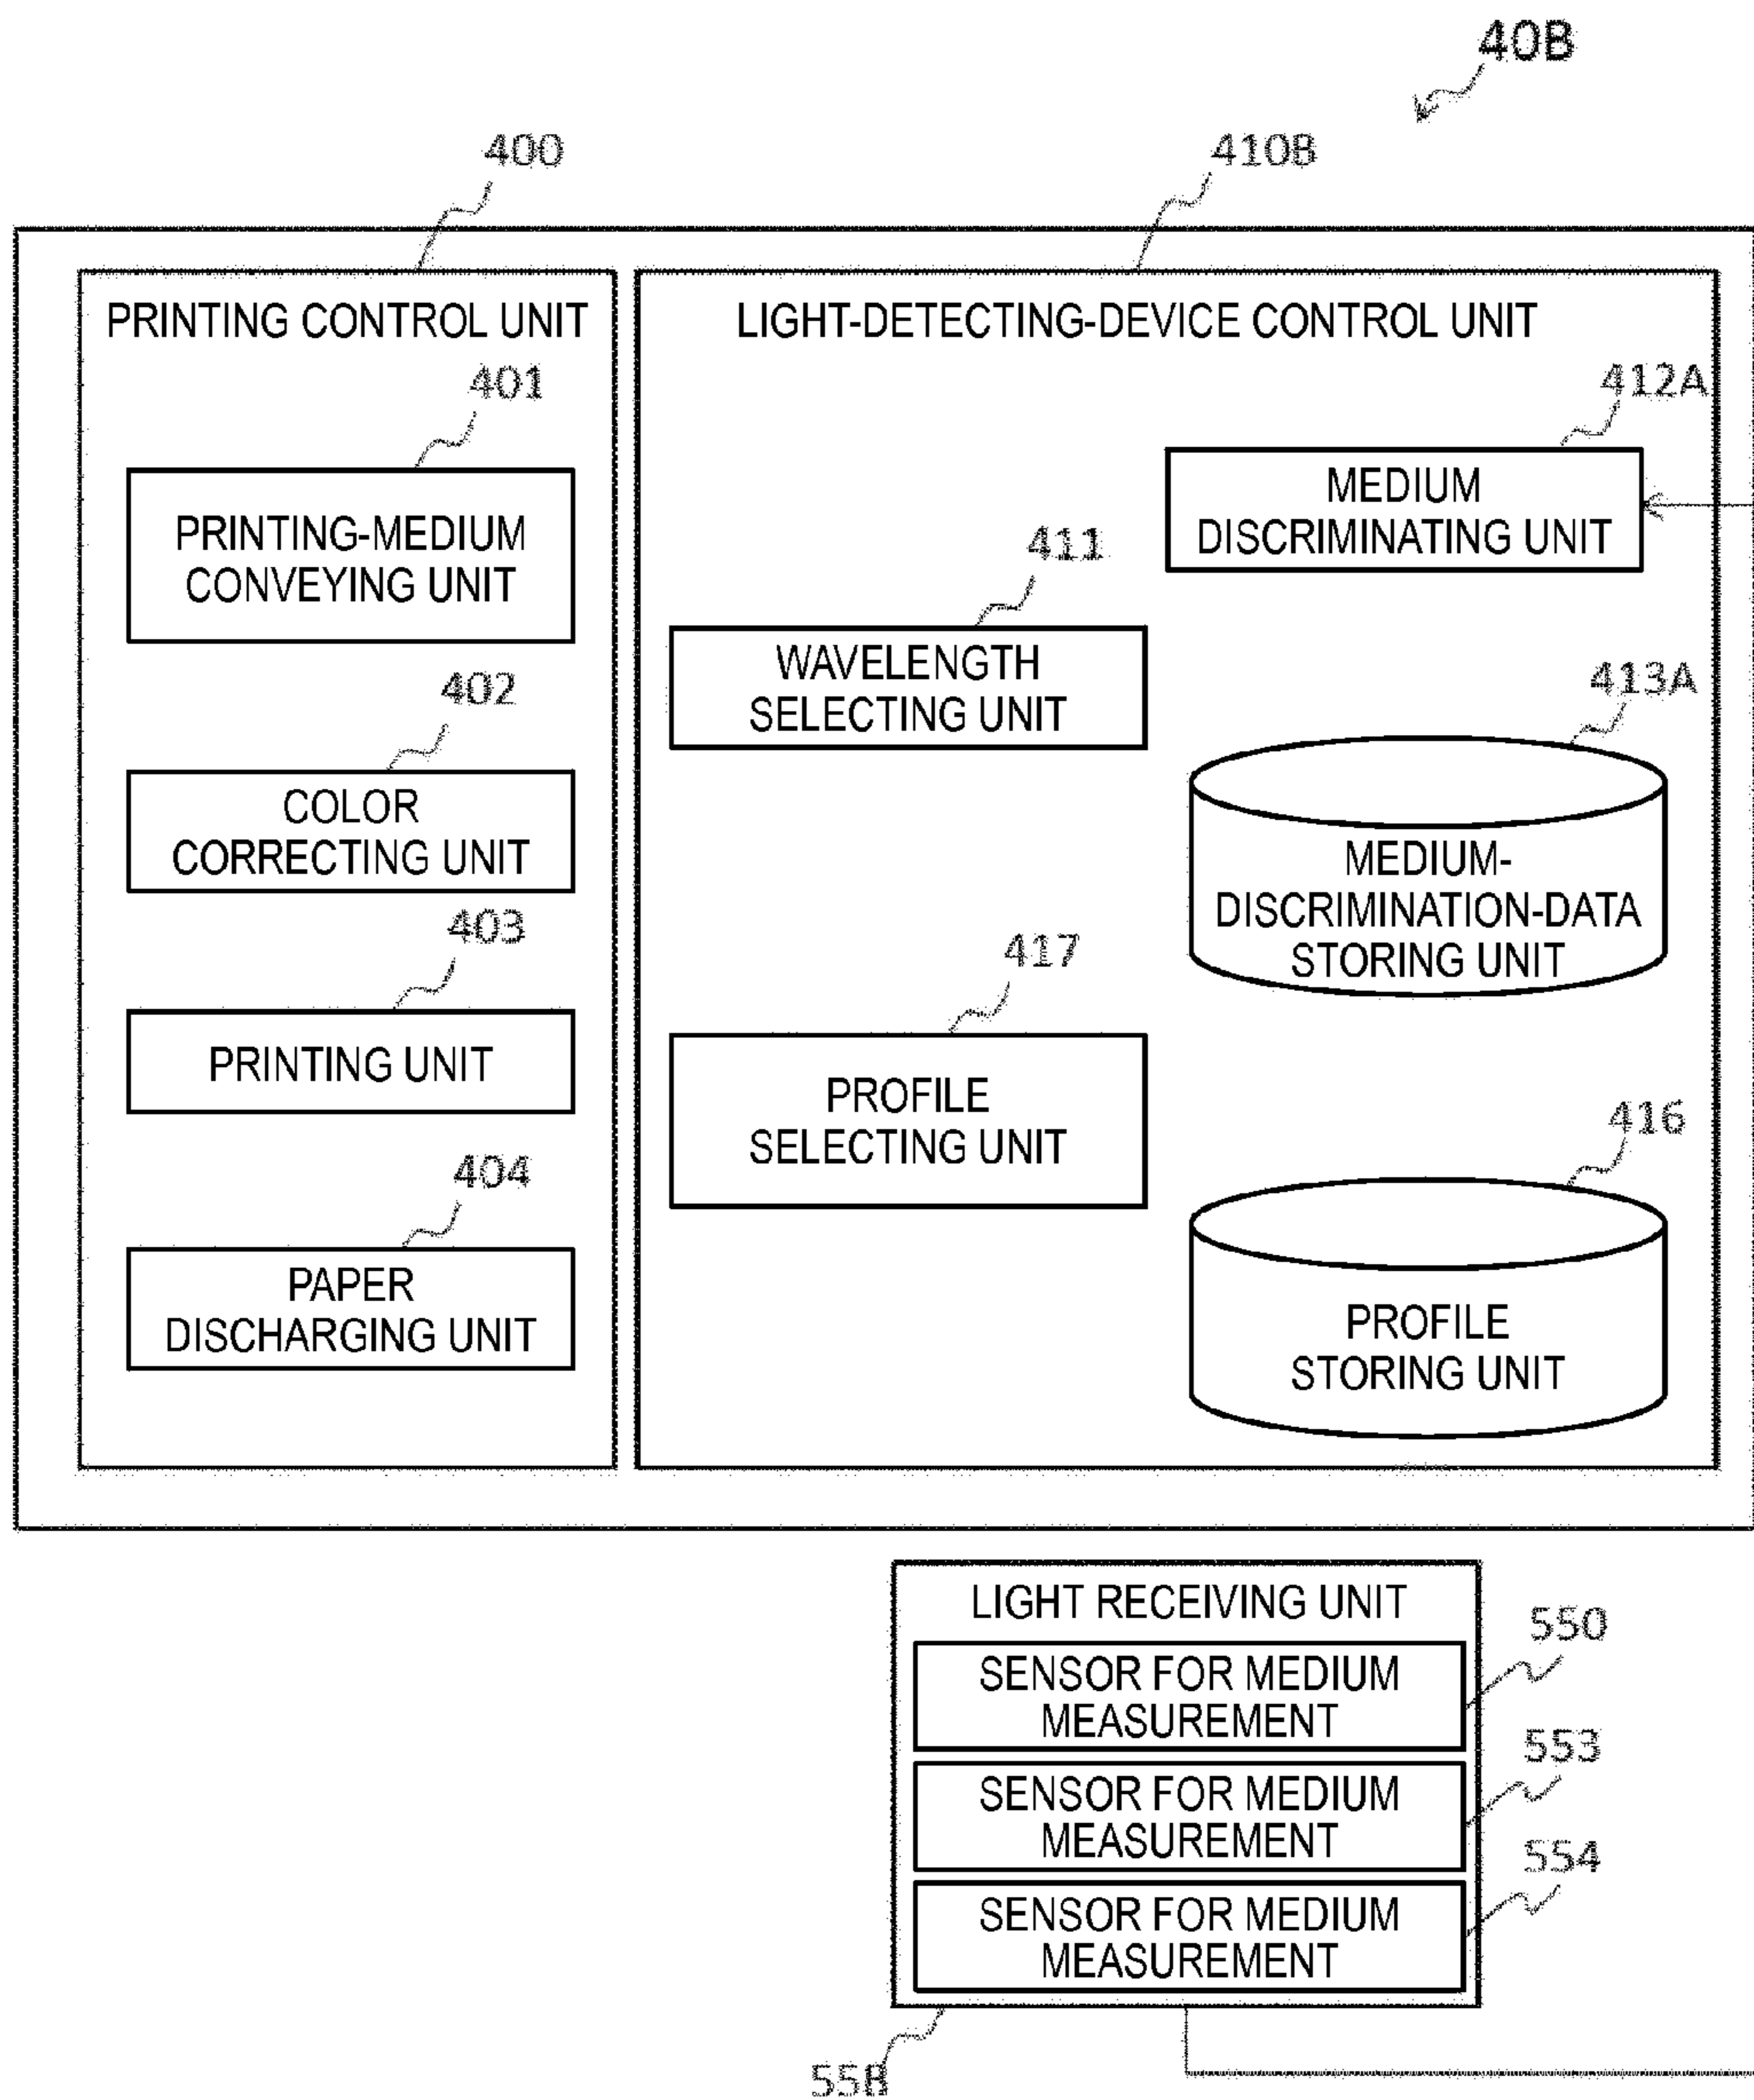 40B
400
410B
PRINTING CONTROL UNIT
401
PRINTING-MEDIUM
CONVEYING UNIT
402
COLOR
CORRECTING UNIT
403
PRINTING UNIT
404
PAPER
DISCHARGING UNIT
LIGHT-DETECTING-DEVICE CONTROL UNIT
412A
MEDIUM
DISCRIMINATING UNIT
411
WAVELENGTH
SELECTING UNIT
413A
MEDIUM-
DISCRIMINATION-DATA
STORING UNIT
417
PROFILE
SELECTING UNIT
416
PROFILE
STORING UNIT
LIGHT RECEIVING UNIT
550
SENSOR FOR MEDIUM
MEASUREMENT
553
SENSOR FOR MEDIUM
MEASUREMENT
554
SENSOR FOR MEDIUM
MEASUREMENT
55B